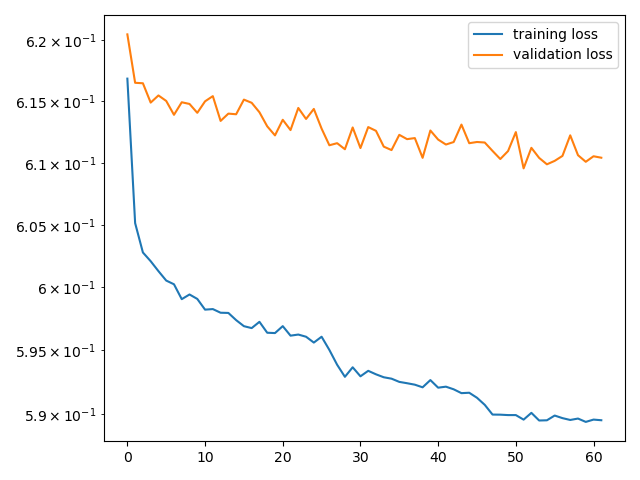 training loss
validation loss
6.2 × 10⁻¹
6.15 × 10⁻¹
6.1 × 10⁻¹
6.05 × 10⁻¹
6 × 10⁻¹
5.95 × 10⁻¹
5.9 × 10⁻¹
0 10 20 30 40 50 60